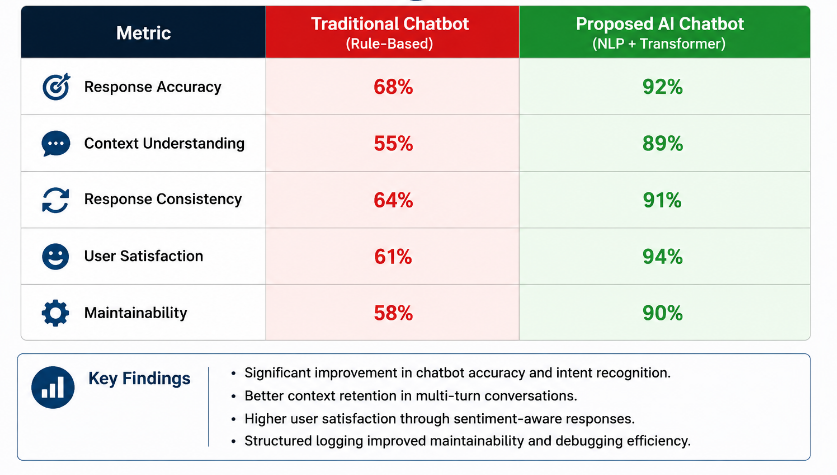 Metric
Traditional Chatbot
(Rule-Based)
Proposed AI Chatbot
(NLP + Transformer)
Response Accuracy 68% 92%
Context Understanding 55% 89%
Response Consistency 64% 91%
User Satisfaction 61% 94%
Maintainability 58% 90%
Key Findings
• Significant improvement in chatbot accuracy and intent recognition.
• Better context retention in multi-turn conversations.
• Higher user satisfaction through sentiment-aware responses.
• Structured logging improved maintainability and debugging efficiency.